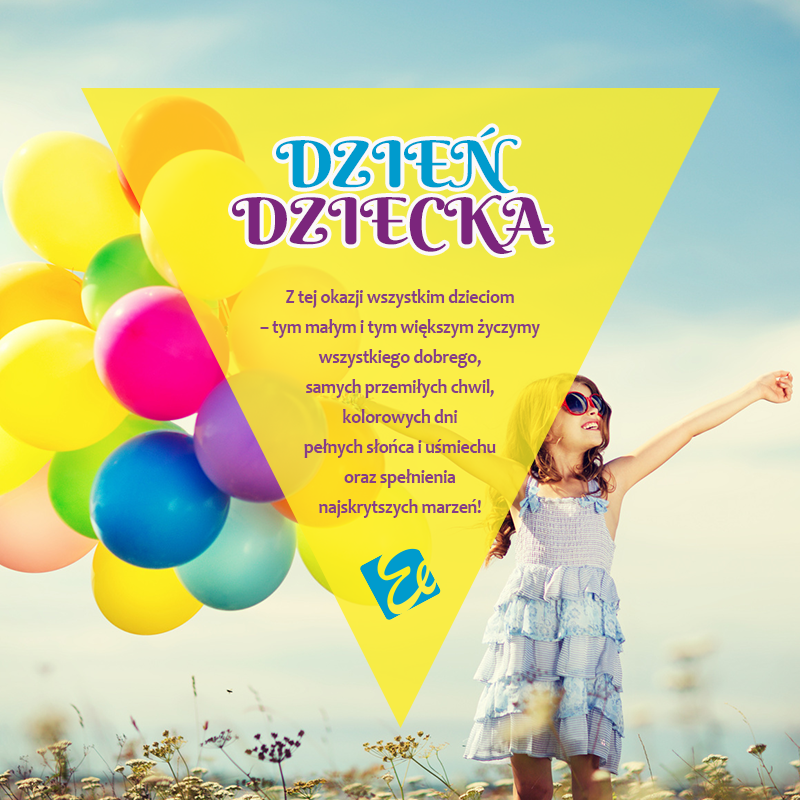 DZIEŃ
DZIECKA
Z tej okazji wszystkim dzieciom
– tym małym i tym większym życzymy
wszystkiego dobrego,
samych przemiłych chwil,
kolorowych dni
pełnych słońca i uśmiechu
oraz spełnienia
najskrytszych marzeń!